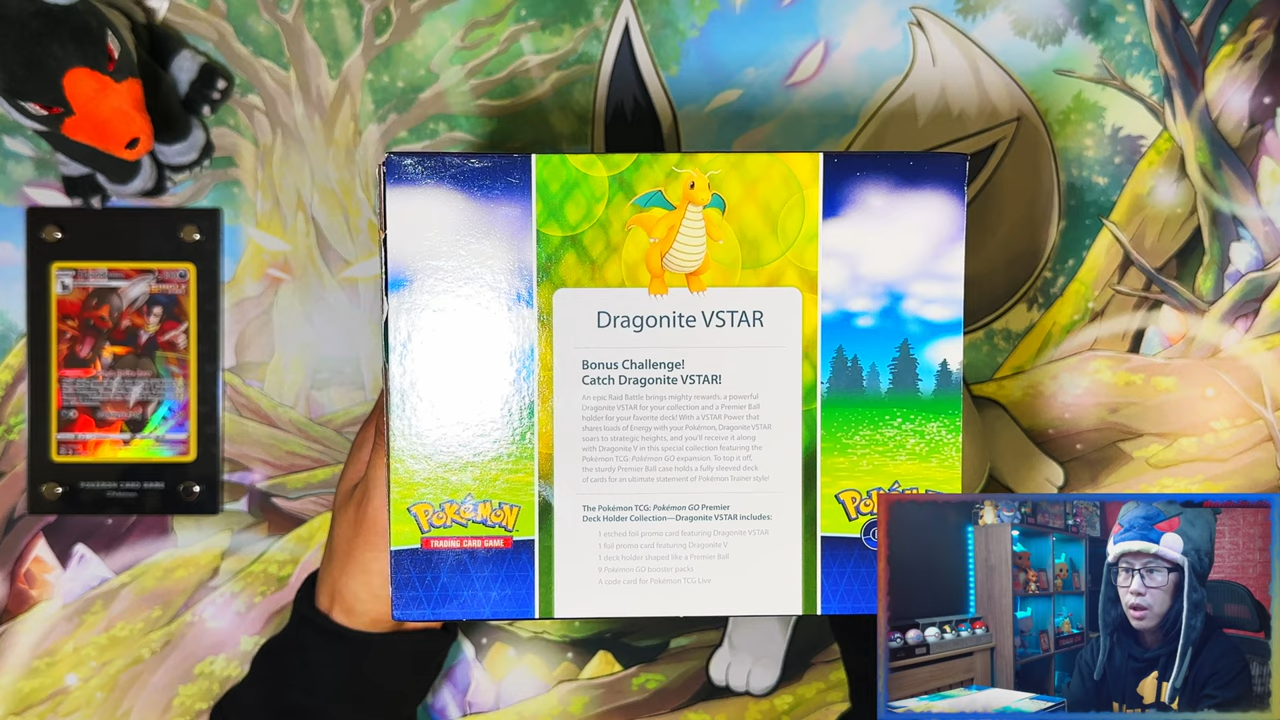 Dragonite VSTAR
Bonus Challenge!
Catch Dragonite VSTAR!
An epic Raid Battle brings mighty rewards: a powerful
Dragonite VSTAR for your collection and a Premier Ball
holder for your favorite deck! With a VSTAR Power that
shares loads of Energy with your Pokémon, Dragonite VSTAR
soars to strategic heights, and you'll receive it along
with Dragonite V in this special collection featuring the
Pokémon TCG: Pokémon GO expansion. To top it off,
the sturdy Premier Ball case holds a fully sleeved deck
of cards for an ultimate statement of Pokémon Trainer style!
The Pokémon TCG: Pokémon GO Premier
Deck Holder Collection—Dragonite VSTAR includes:
1 etched foil promo card featuring Dragonite VSTAR
1 foil promo card featuring Dragonite V
1 deck holder shaped like a Premier Ball
9 Pokémon GO booster packs
A code card for Pokémon TCG Live
POKÉMON
TRADING CARD GAME
POKÉMON CARD GAME